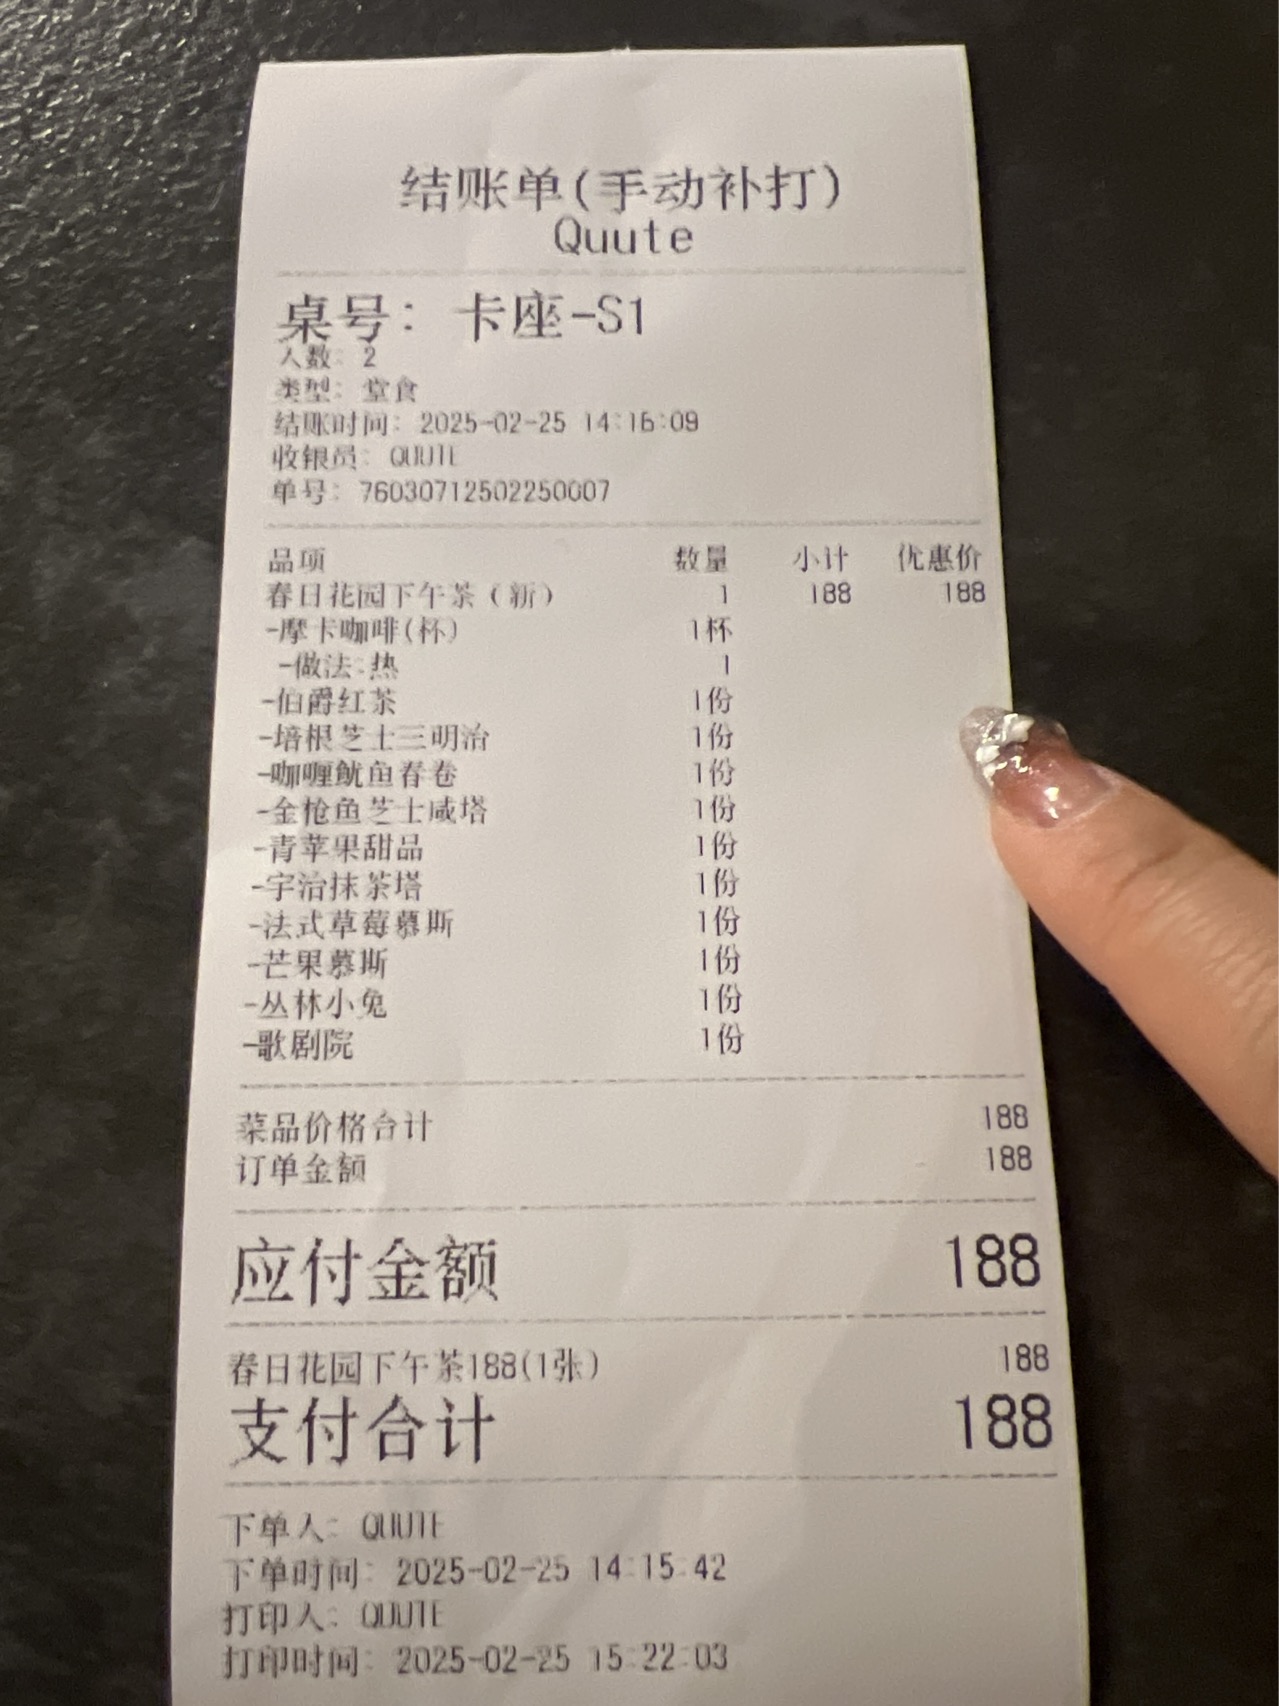 结账单(手动补打)
Quute
桌号: 卡座-S1
人数: 2
类型: 堂食
结账时间: 2025-02-25 14:16:09
收银员: QUUTE
单号: 76030712502250007
品项 数量 小计 优惠价
春日花园下午茶(新) 1 188 188
-摩卡咖啡(杯) 1杯
-做法:热 1
-伯爵红茶 1份
-培根芝士三明治 1份
-咖喱鱿鱼春卷 1份
-金枪鱼芝士咸塔 1份
-青苹果甜品 1份
-宇治抹茶塔 1份
-法式草莓慕斯 1份
-芒果慕斯 1份
-丛林小兔 1份
-歌剧院 1份
菜品价格合计 188
订单金额 188
应付金额 188
春日花园下午茶188(1张) 188
支付合计 188
下单人: QUUTE
下单时间: 2025-02-25 14:15:42
打印人: QUUTE
打印时间: 2025-02-25 15:22:03